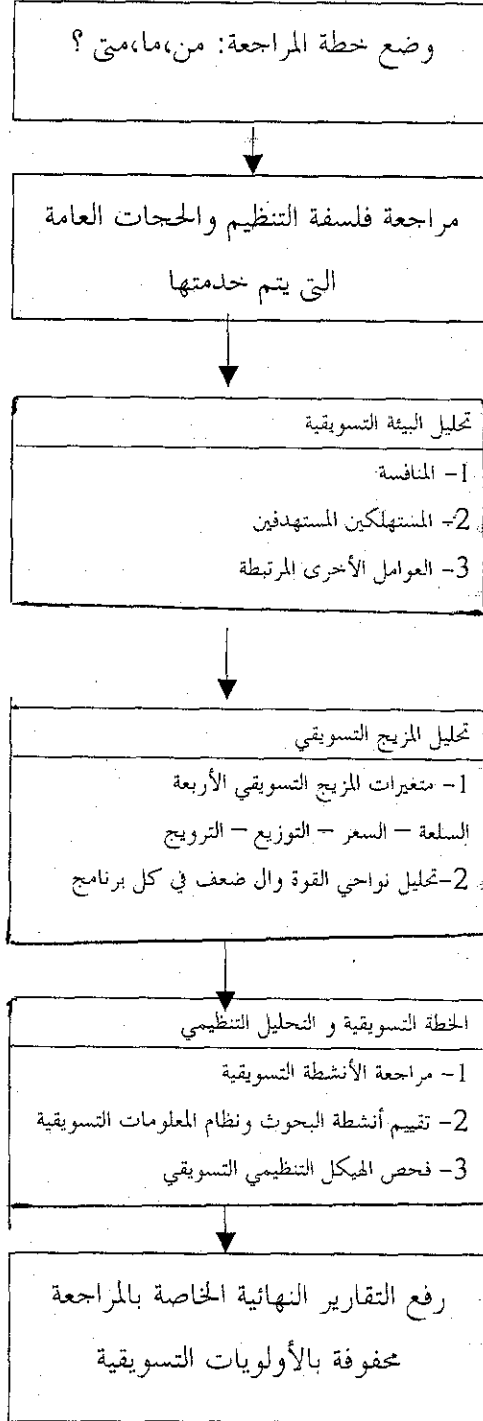 وضع خطة المراجعة: من،ما،متى ؟
مراجعة فلسفة التنظيم والحجات العامة
التي يتم خدمتها
تحليل البيئة التسويقية
1- المنافسة
2- المستهلكين المستهدفين
3- العوامل الأخرى المرتبطة
تحليل المزيج التسويقي
1- متغيرات المزيج التسويقي الأربعة
السلعة – السعر – التوزيع – الترويج
2-تحليل نواحي القوة وال ضعف في كل برنامج
الخطة التسويقية و التحليل التنظيمي
1- مراجعة الأنشطة التسويقية
2- تقييم أنشطة البحوث ونظام المعلومات التسويقية
3- فحص الهيكل التنظيمي التسويقي
رفع التقارير النهائية الخاصة بالمراجعة
محفوفة بالأولويات التسويقية